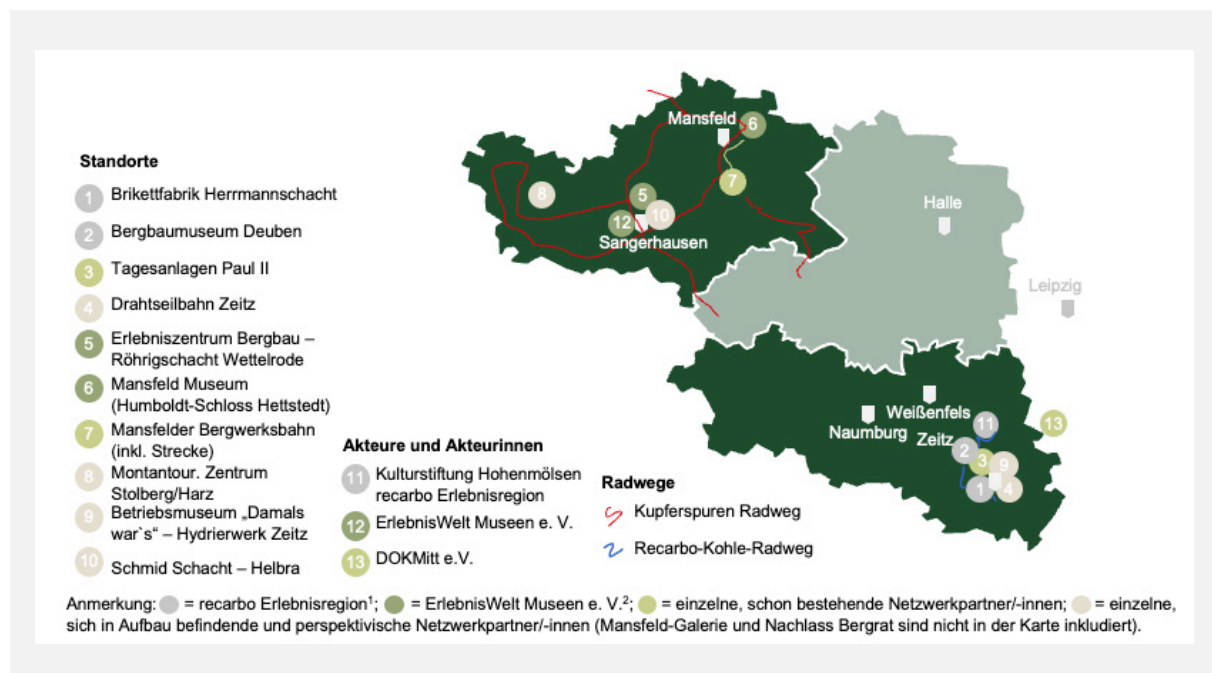 Standorte
1 Brikettfabrik Herrmannschacht
2 Bergbaumuseum Deuben
3 Tagesanlagen Paul II
4 Drahtseilbahn Zeitz
5 Erlebniszentrum Bergbau –
Röhrigschacht Wettelrode
6 Mansfeld Museum
(Humboldt-Schloss Hettstedt)
7 Mansfelder Bergwerksbahn
(inkl. Strecke)
8 Montantour. Zentrum
Stolberg/Harz
9 Betriebsmuseum „Damals
war`s“ – Hydrierwerk Zeitz
10 Schmid Schacht – Helbra
Akteure und Akteurinnen
11 Kulturstiftung Hohenmölsen
recarbo Erlebnisregion
12 ErlebnisWelt Museen e. V.
13 DOKMitt e.V.
Radwege
Kupferspuren Radweg
Recarbo-Kohle-Radweg
Mansfeld
6
7
8
5
10
12
Sangerhausen
Halle
Leipzig
Weißenfels
Naumburg
Zeitz
11
13
2
3
9
1
4
Anmerkung: = recarbo Erlebnisregion¹; = ErlebnisWelt Museen e. V.²; = einzelne, schon bestehende Netzwerkpartner/-innen; = einzelne,
sich in Aufbau befindende und perspektivische Netzwerkpartner/-innen (Mansfeld-Galerie und Nachlass Bergrat sind nicht in der Karte inkludiert).